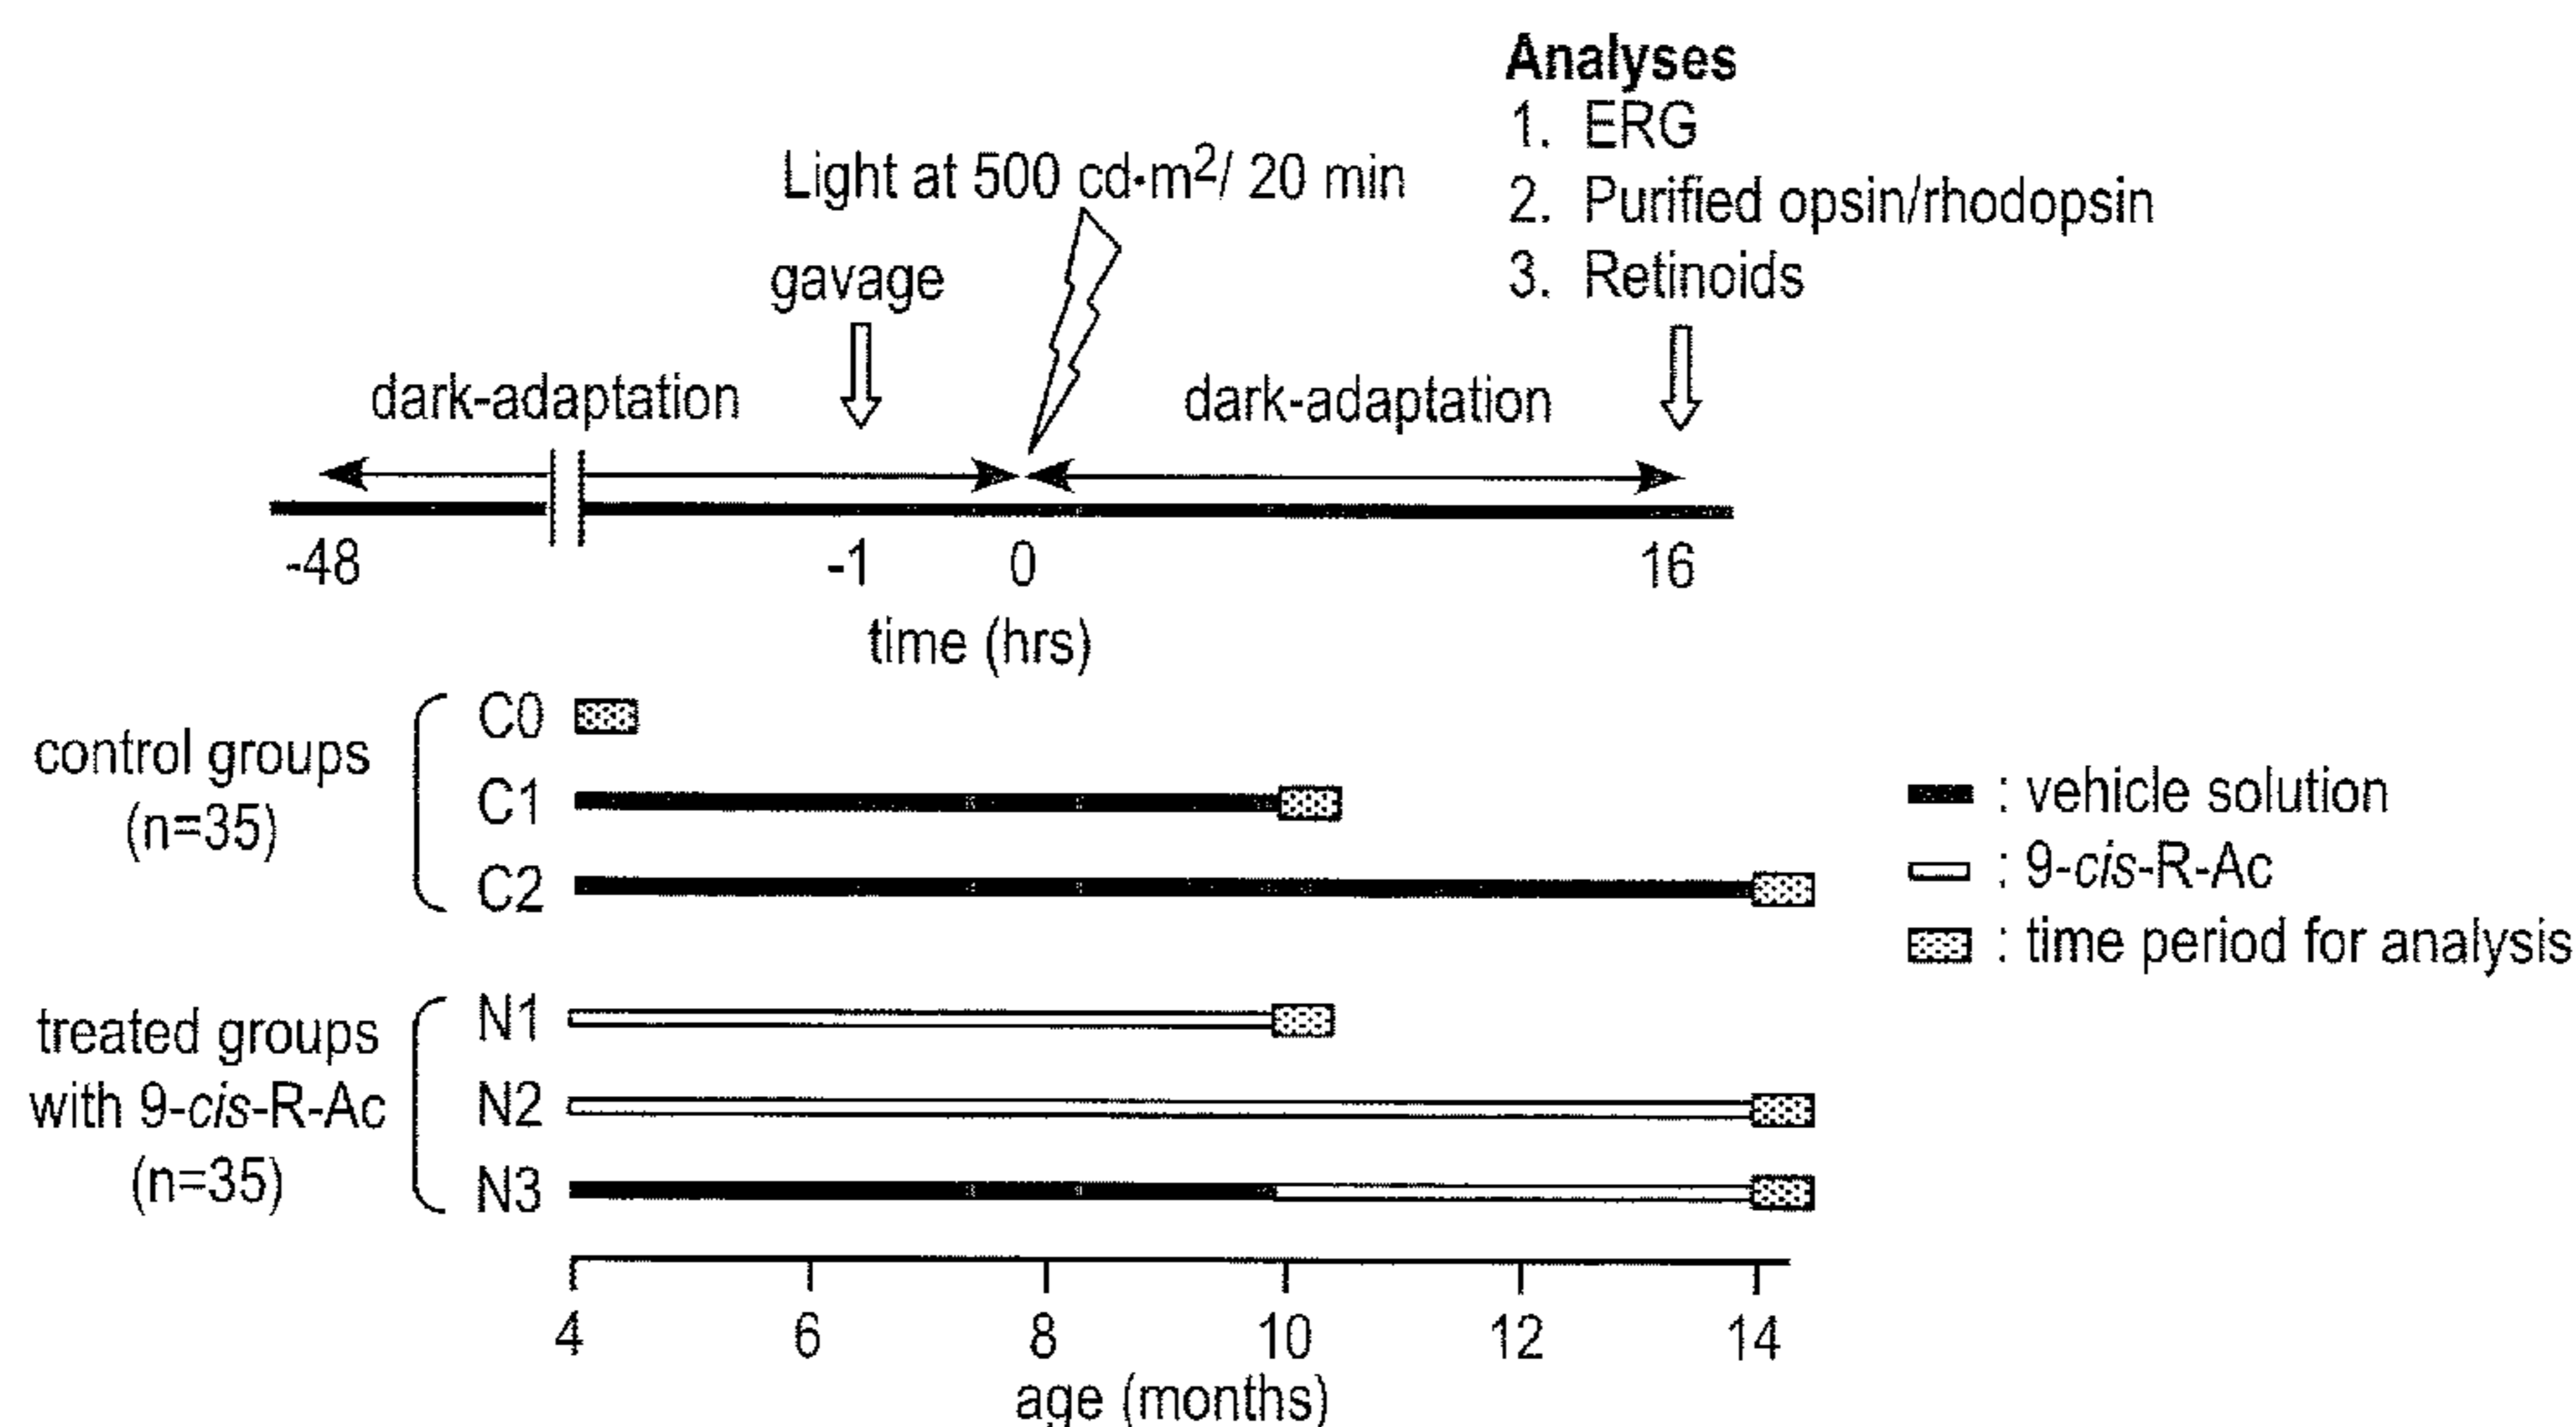 Analyses
1. ERG
2. Purified opsin/rhodopsin
3. Retinoids
Light at 500 cd·m2/ 20 min
gavage
dark-adaptation
dark-adaptation
-48
-1
0
16
time (hrs)
control groups
(n=35)
C0
C1
C2
treated groups
with 9-cis-R-Ac
(n=35)
N1
N2
N3
: vehicle solution
: 9-cis-R-Ac
: time period for analysis
4
6
8
10
12
14
age (months)